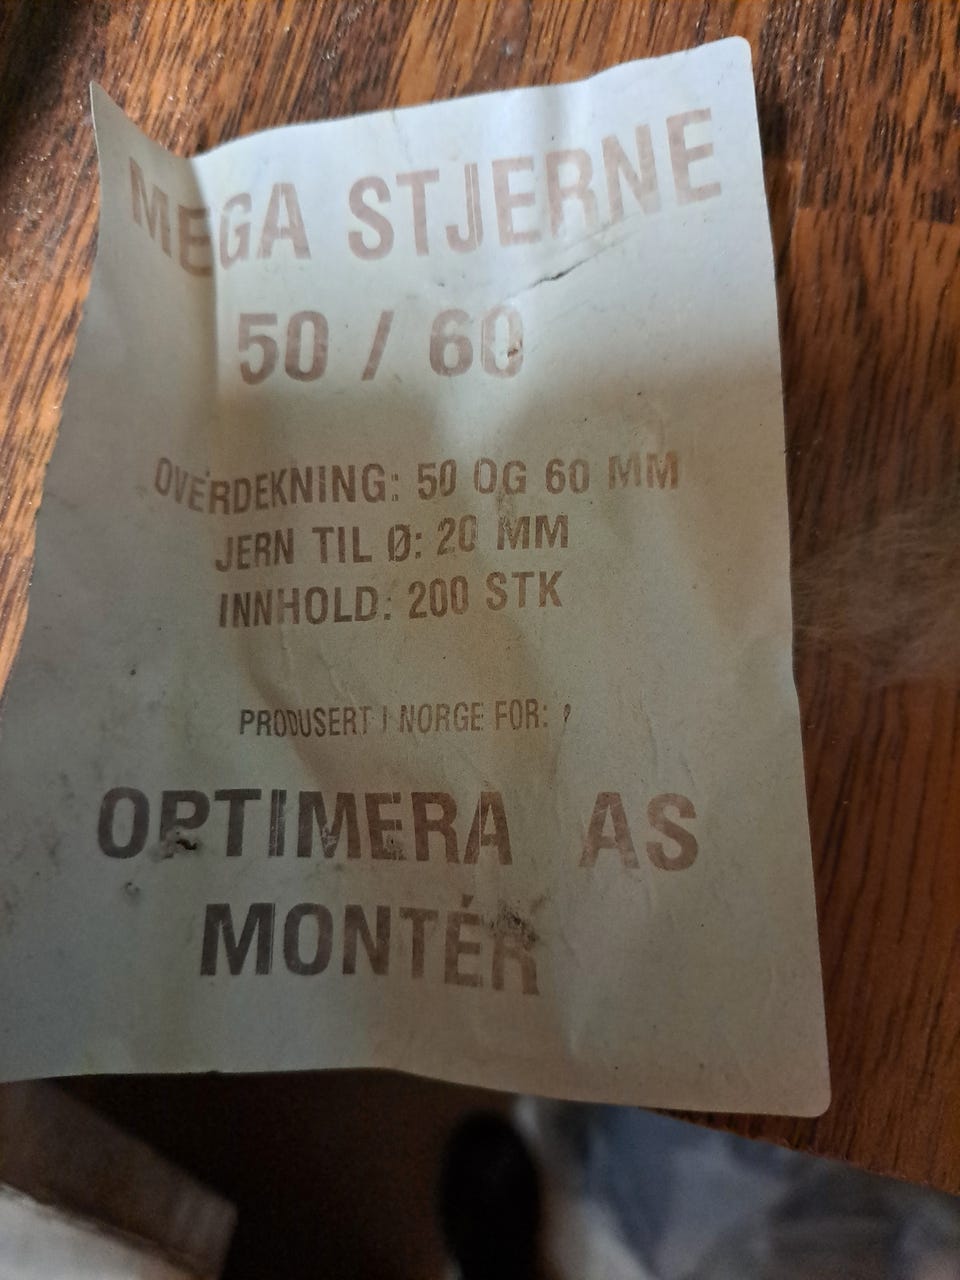 MEGA STJERNE
50 / 60
OVERDEKNING: 50 OG 60 MM
JERN TIL Ø: 20 MM
INNHOLD: 200 STK
PRODUSERT I NORGE FOR:
OPTIMERA AS
MONTÉR